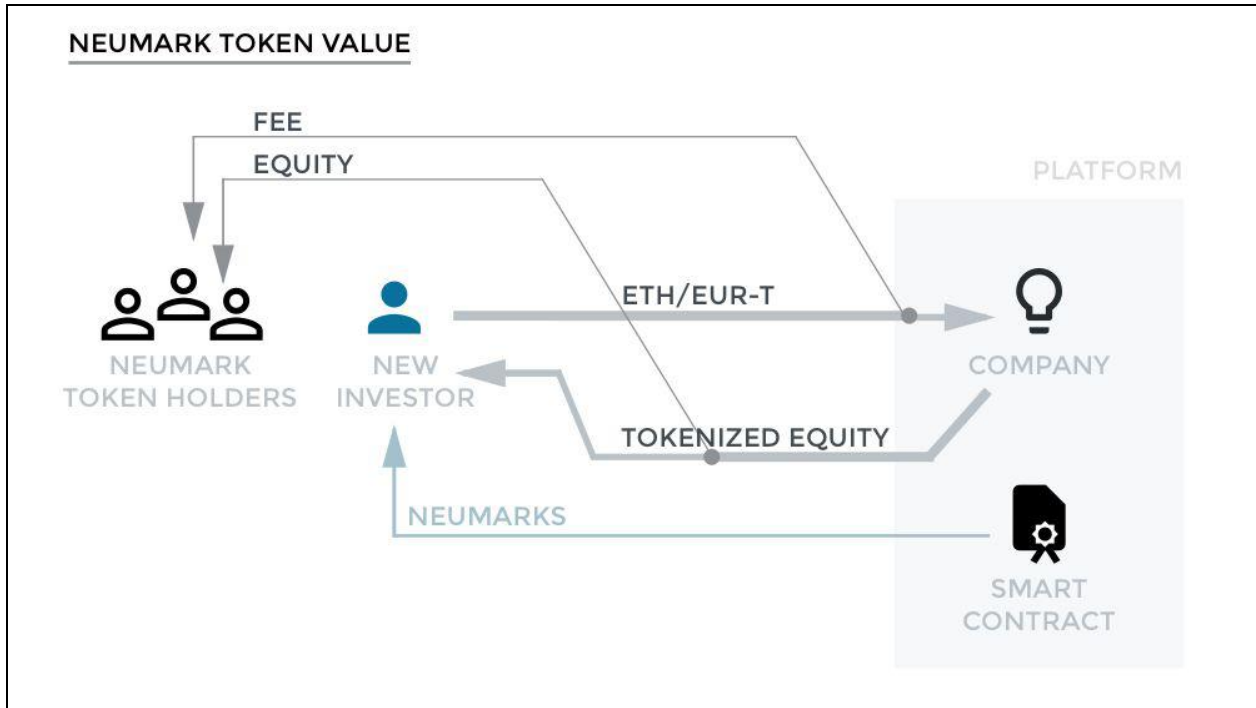 NEUMARK TOKEN VALUE
FEE
EQUITY
PLATFORM
ETH/EUR-T
NEUMARK
TOKEN HOLDERS
NEW
INVESTOR
COMPANY
TOKENIZED EQUITY
NEUMARKS
SMART
CONTRACT